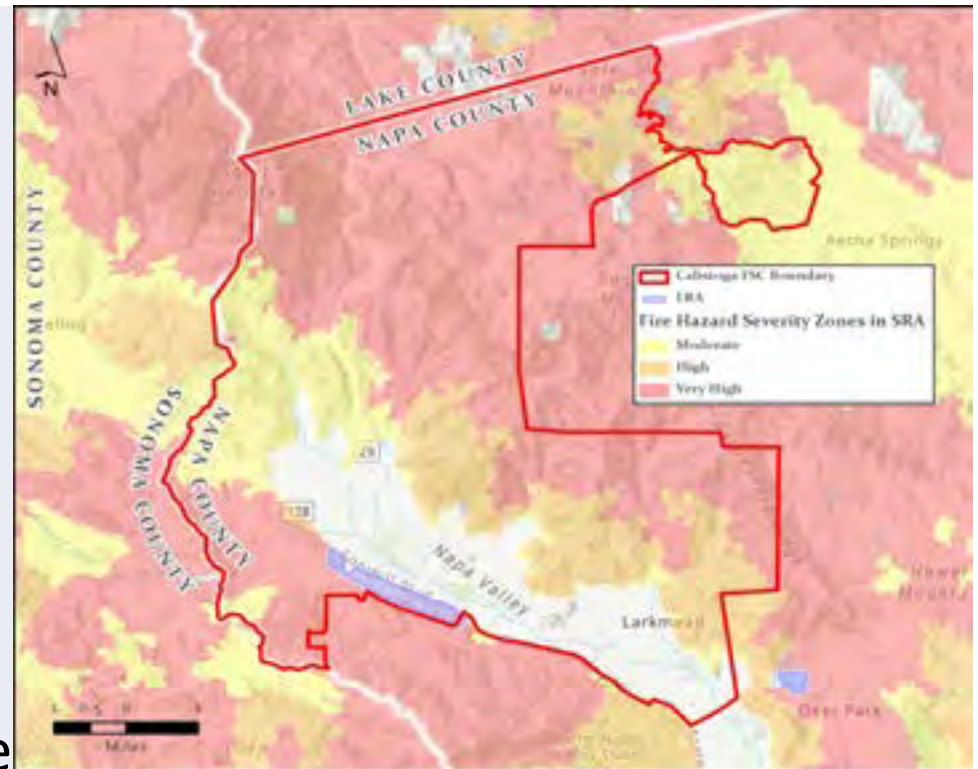 N
LAKE COUNTY
NAPA COUNTY
Mountain
SONOMA COUNTY
Aetna Springs
Calistoga FSC Boundary
LRA
Fire Hazard Severity Zones in SRA
Moderate
High
Very High
SONOMA COUNTY
NAPA COUNTY
29
128
Napa Valley
Larkmead
Deer Park
Miles
e